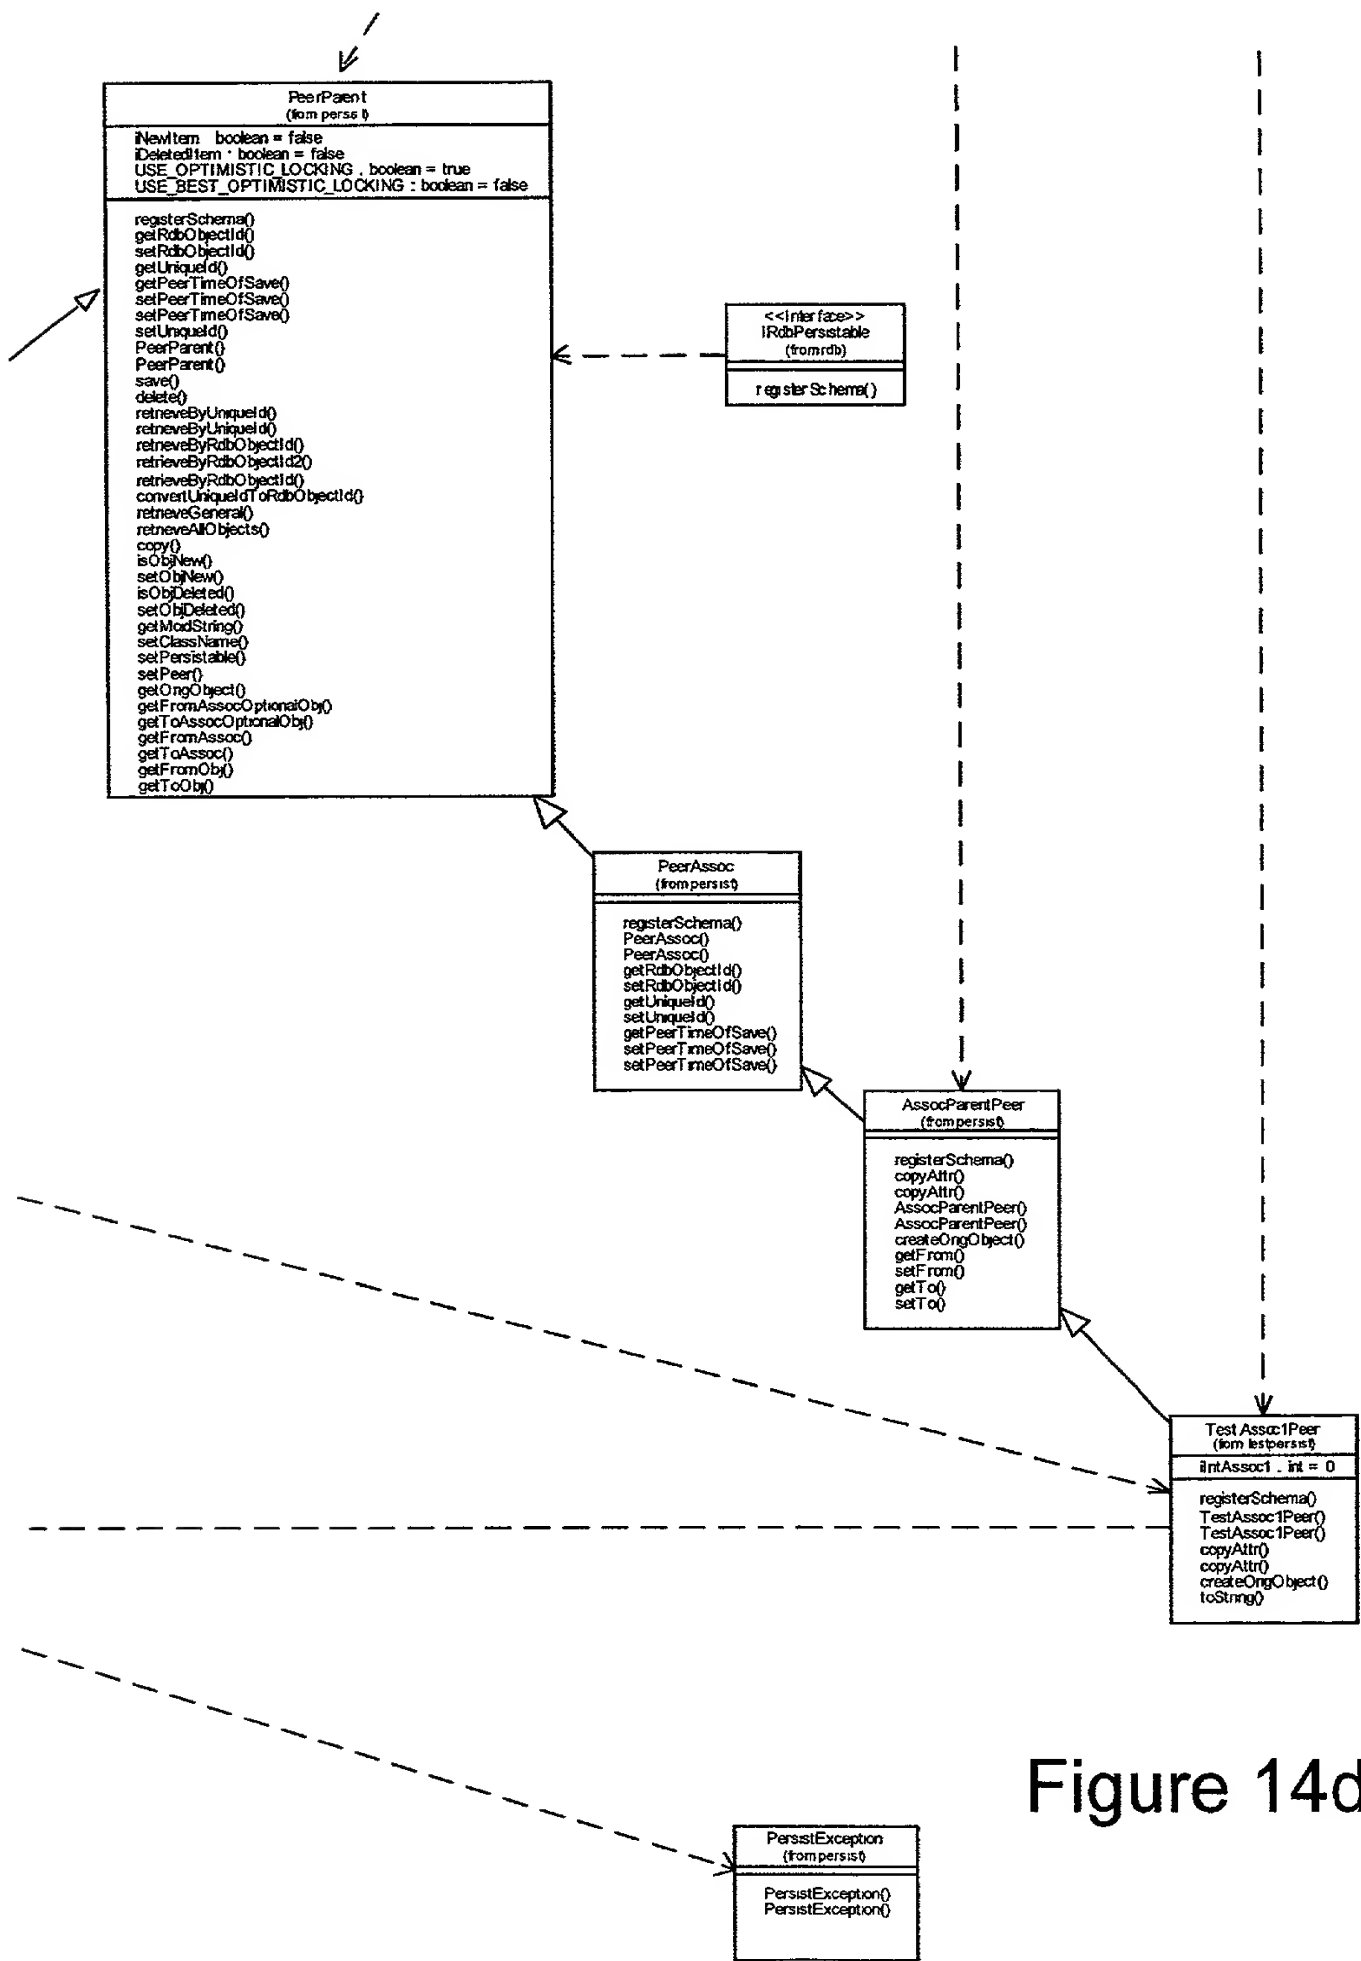 PeerParent
(from persist)
iNewItem boolean = false
iDeletedItem : boolean = false
USE_OPTIMISTIC_LOCKING . boolean = true
USE_BEST_OPTIMISTIC_LOCKING : boolean = false
registerSchema()
getRdbObjectId()
setRdbObjectId()
getUniqueId()
getPeerTimeOfSave()
setPeerTimeOfSave()
setPeerTimeOfSave()
setUniqueId()
PeerParent()
PeerParent()
save()
delete()
retrieveByUniqueId()
retrieveByUniqueId()
retrieveByRdbObjectId()
retrieveByRdbObjectId2()
retrieveByRdbObjectId()
convertUniqueIdToRdbObjectId()
retrieveGeneral()
retrieveAllObjects()
copy()
isObjNew()
setObjNew()
isObjDeleted()
setObjDeleted()
getModString()
setClassName()
setPersistable()
setPeer()
getOrigObject()
getFromAssocOptionalObj()
getToAssocOptionalObj()
getFromAssoc()
getToAssoc()
getFromObj()
getToObj()
<<Interface>>
IRdbPersistable
(from rdb)
registerSchema()
PeerAssoc
(from persist)
registerSchema()
PeerAssoc()
PeerAssoc()
getRdbObjectId()
setRdbObjectId()
getUniqueId()
setUniqueId()
getPeerTimeOfSave()
setPeerTimeOfSave()
setPeerTimeOfSave()
AssocParentPeer
(from persist)
registerSchema()
copyAttr()
copyAttr()
AssocParentPeer()
AssocParentPeer()
createOrigObject()
getFrom()
setFrom()
getTo()
setTo()
TestAssoc1Peer
(from testpersist)
iIntAssoc1 . int = 0
registerSchema()
TestAssoc1Peer()
TestAssoc1Peer()
copyAttr()
copyAttr()
createOrigObject()
toString()
Figure 14d
PersistException
(from persist)
PersistException()
PersistException()